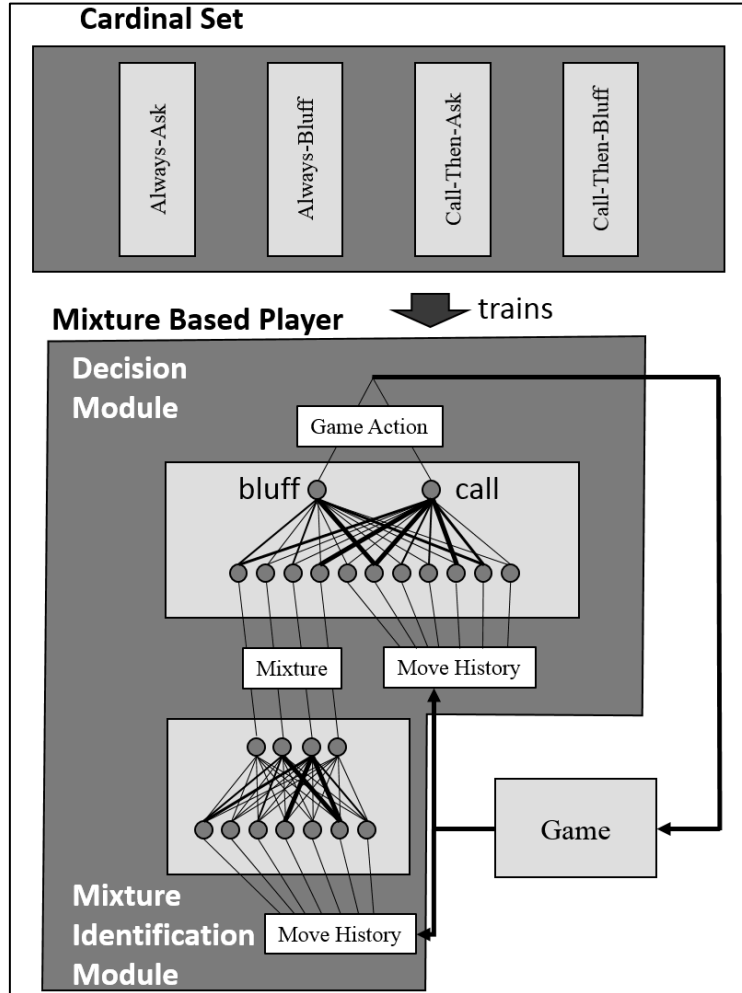 Cardinal Set
Always-Ask
Always-Bluff
Call-Then-Ask
Call-Then-Bluff
trains
Mixture Based Player
Decision
Module
Game Action
bluff
call
Mixture
Move History
Game
Mixture
Identification
Module
Move History